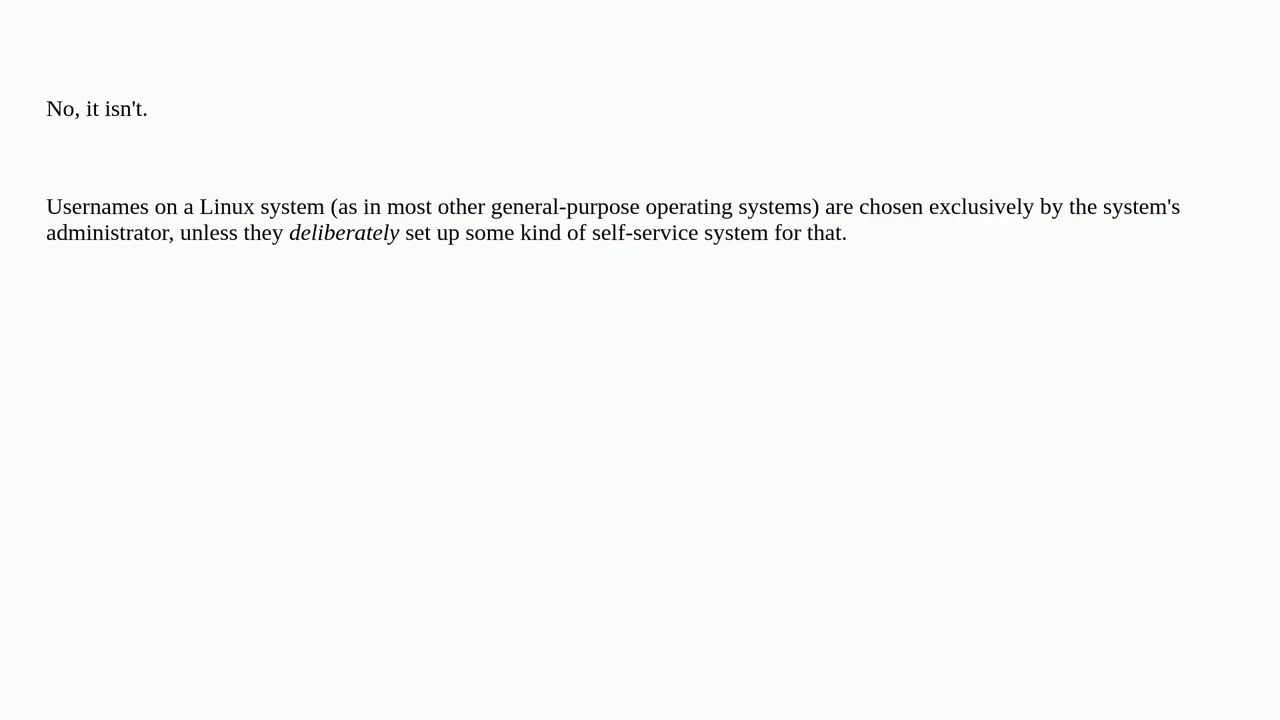 No, it isn't.
Usernames on a Linux system (as in most other general-purpose operating systems) are chosen exclusively by the system's
administrator, unless they deliberately set up some kind of self-service system for that.